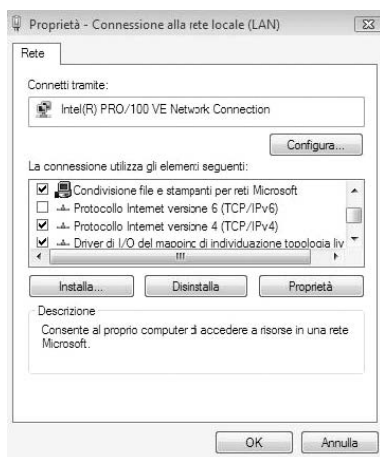 Proprietà - Connessione alla rete locale (LAN)
Rete
Connetti tramite:
Intel(R) PRO/100 VE Network Connection
Configura...
La connessione utilizza gli elementi seguenti:
Condivisione file e stampanti per reti Microsoft
Protocollo Internet versione 6 (TCP/IPv6)
Protocollo Internet versione 4 (TCP/IPv4)
Driver di I/O del mapping di individuazione topologia liv
Installa... Disinstalla Proprietà
Descrizione
Consente al proprio computer di accedere a risorse in una rete
Microsoft.
OK Annulla